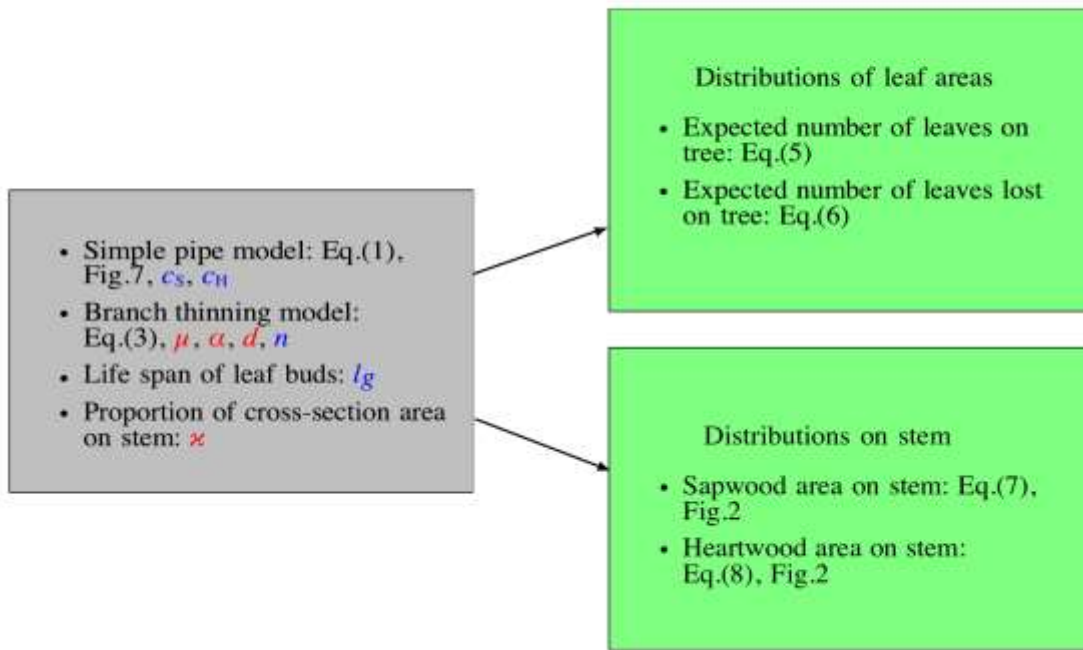 • Simple pipe model: Eq.(1),
Fig.7, c_S, c_H
• Branch thinning model:
Eq.(3), μ, α, d, n
• Life span of leaf buds: lg
• Proportion of cross-section area
on stem: ϰ
Distributions of leaf areas
• Expected number of leaves on
tree: Eq.(5)
• Expected number of leaves lost
on tree: Eq.(6)
Distributions on stem
• Sapwood area on stem: Eq.(7),
Fig.2
• Heartwood area on stem:
Eq.(8), Fig.2